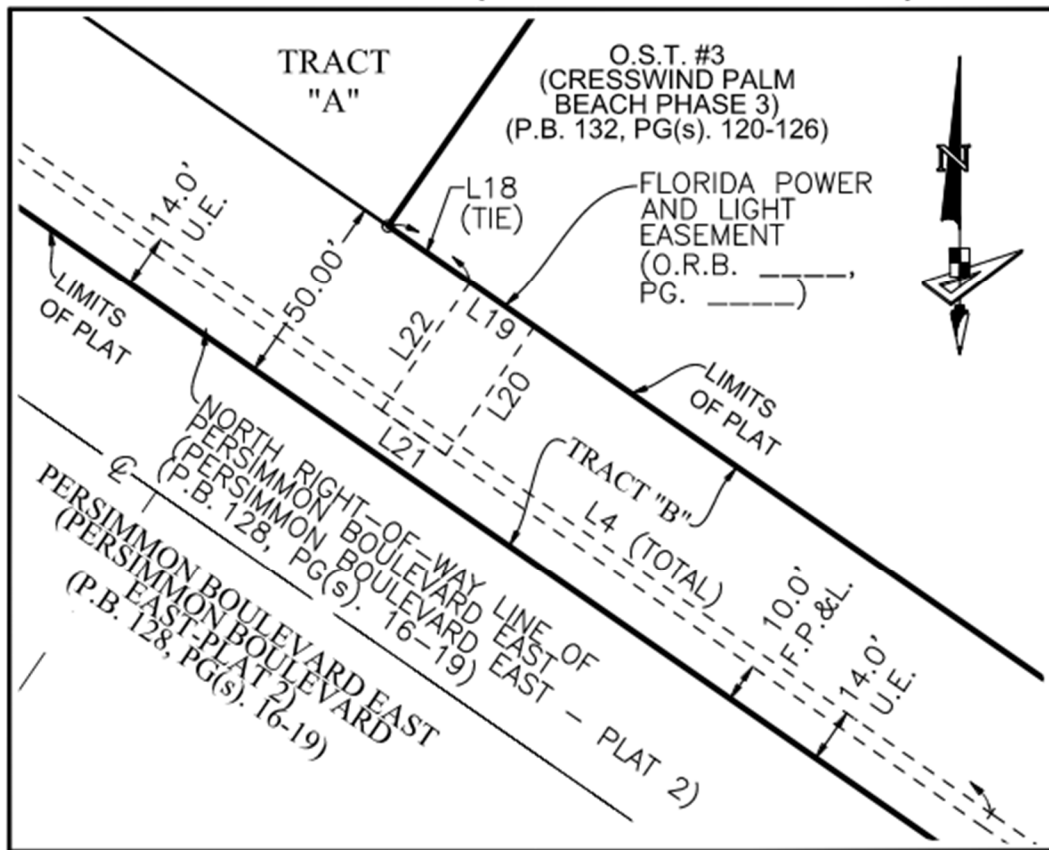 TRACT
"A"
O.S.T. #3
(CRESSWIND PALM
BEACH PHASE 3)
(P.B. 132, PG(s). 120-126)
N
14.0'
U.E.
L18
(TIE)
FLORIDA POWER
AND LIGHT
EASEMENT
(O.R.B. ____,
PG. ____)
50.00'
LIMITS
OF PLAT
L22
L19
L20
L21
LIMITS
OF PLAT
TRACT "B"
L4 (TOTAL)
NORTH RIGHT-OF-WAY LINE OF
PERSIMMON BOULEVARD EAST
(PERSIMMON BOULEVARD EAST - PLAT 2)
(P.B. 128, PG(s). 16-19)
10.0'
F.P.&L.
14.0'
U.E.
℄
PERSIMMON BOULEVARD EAST
(PERSIMMON BOULEVARD
EAST-PLAT 2)
(P.B. 128, PG(s). 16-19)